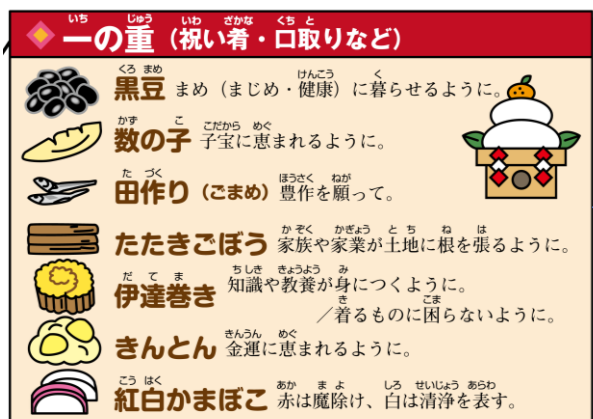 一の重（祝い肴・口取りなど）
黒豆 まめ（まじめ・健康）に暮らせるように。
数の子 子宝に恵まれるように。
田作り（ごまめ）豊作を願って。
たたきごぼう 家族や家業が土地に根を張るように。
伊達巻き 知識や教養が身につくように。
／着るものに困らないように。
きんとん 金運に恵まれるように。
紅白かまぼこ 赤は魔除け、白は清浄を表す。